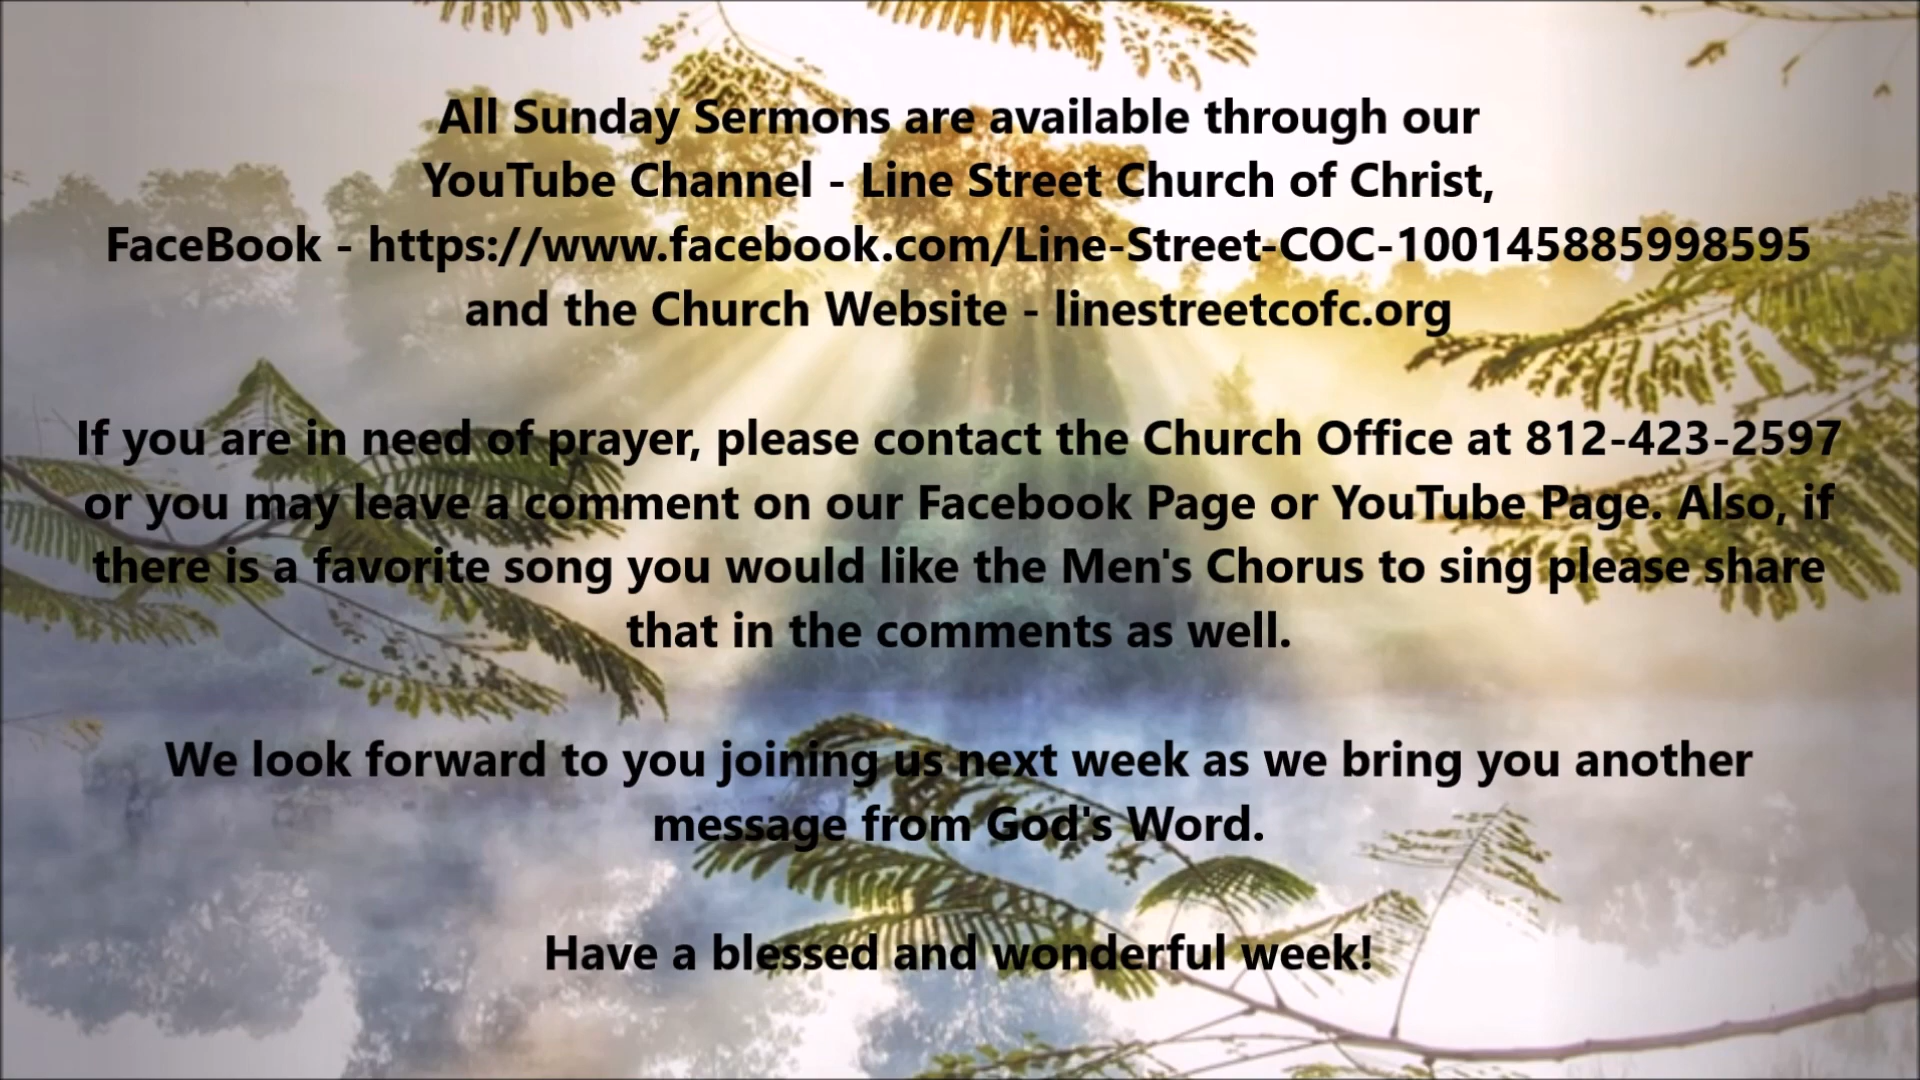 All Sunday Sermons are available through our
YouTube Channel - Line Street Church of Christ,
FaceBook - https://www.facebook.com/Line-Street-COC-100145885998595
and the Church Website - linestreetcofc.org
If you are in need of prayer, please contact the Church Office at 812-423-2597
or you may leave a comment on our Facebook Page or YouTube Page. Also, if
there is a favorite song you would like the Men's Chorus to sing please share
that in the comments as well.
We look forward to you joining us next week as we bring you another
message from God's Word.
Have a blessed and wonderful week!